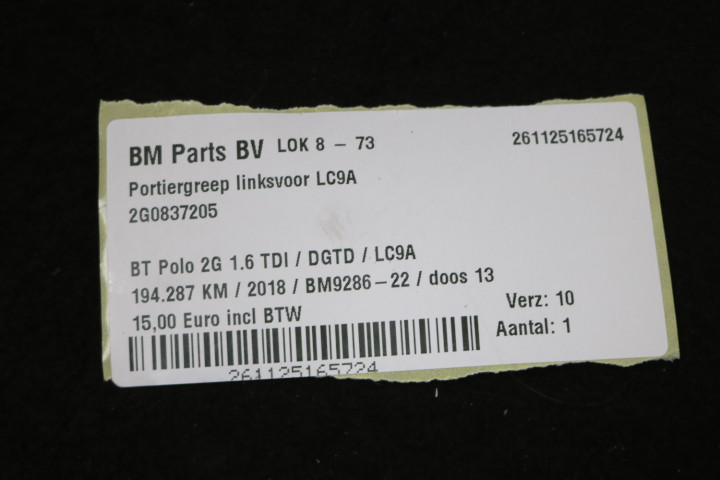 BM Parts BV LOK 8 - 73 261125165724
Portiergreep linksvoor LC9A
2G0837205
BT Polo 2G 1.6 TDI / DGTD / LC9A
194.287 KM / 2018 / BM9286-22 / doos 13
15,00 Euro incl BTW
Verz: 10
Aantal: 1
261125165724